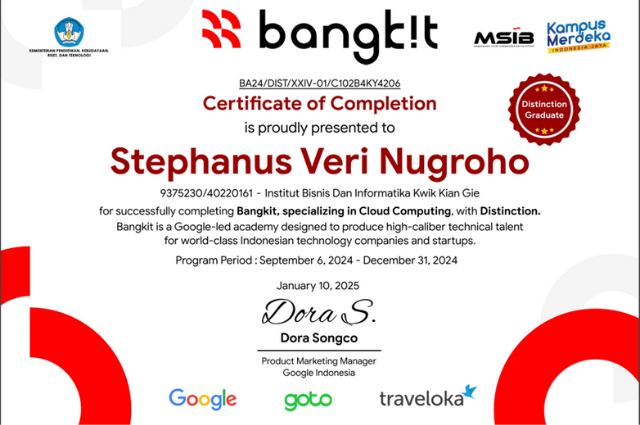 KEMENTERIAN PENDIDIKAN, KEBUDAYAAN,
RISET, DAN TEKNOLOGI
bangk!t
MSIB
Kampus
Merdeka
INDONESIA JAYA
BA24/DIST/XXIV-01/C102B4KY4206
Certificate of Completion
Distinction
Graduate
is proudly presented to
Stephanus Veri Nugroho
9375230/40220161 - Institut Bisnis Dan Informatika Kwik Kian Gie
for successfully completing Bangkit, specializing in Cloud Computing, with Distinction.
Bangkit is a Google-led academy designed to produce high-caliber technical talent
for world-class Indonesian technology companies and startups.
Program Period : September 6, 2024 - December 31, 2024
January 10, 2025
Dora S.
Dora Songco
Product Marketing Manager
Google Indonesia
Google
goto
traveloka